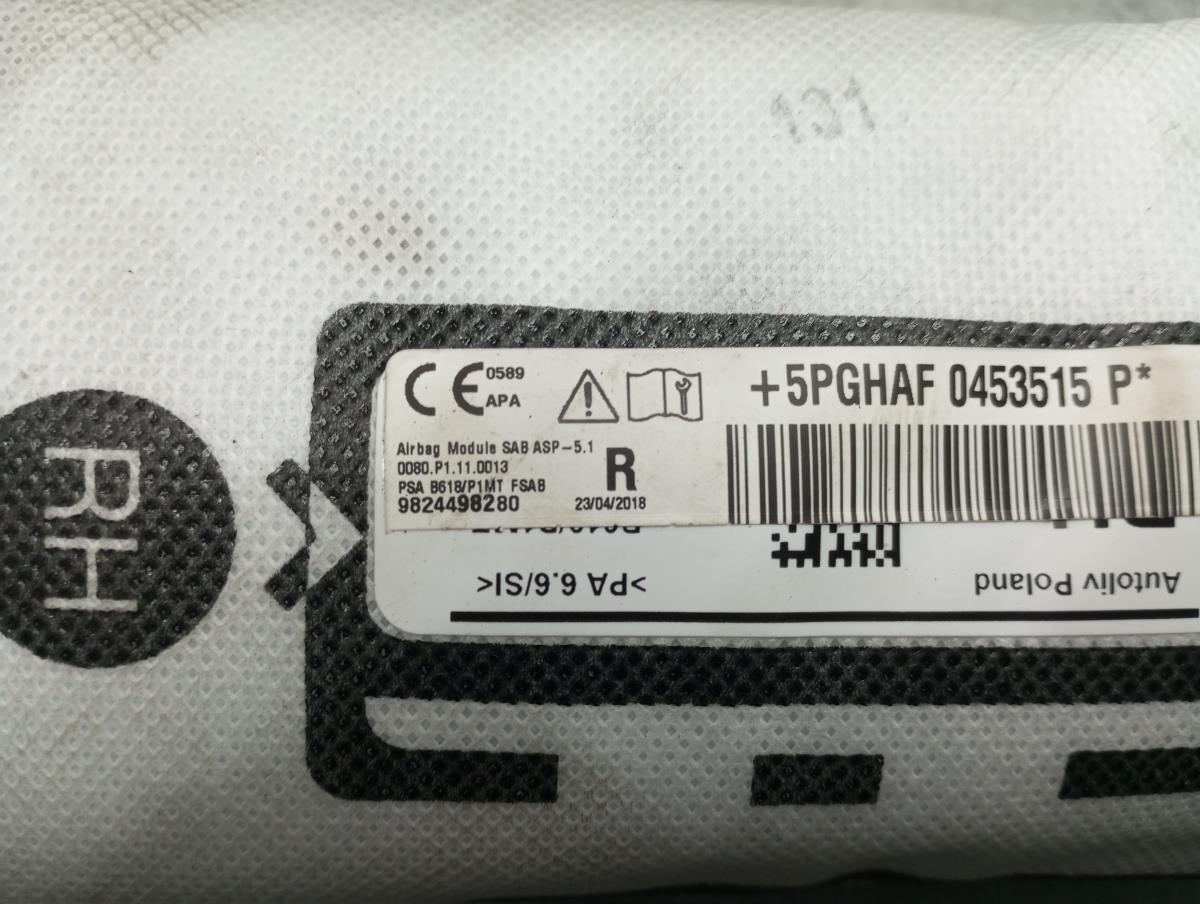 131
CE 0589
APA
+5PGHAF 0453515 P*
Airbag Module SAB ASP-5.1
0080.P1.11.0013
PSA B618/P1MT FSAB
9824498280
R
23/04/2018
>PA 6.6/SI<
Autoliv Poland
RH